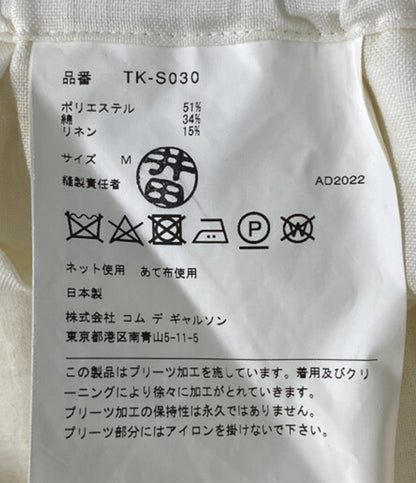 品番 TK-S030
ポリエステル 51%
綿 34%
リネン 15%
サイズ M
縫製責任者 井田 AD2022
P W
ネット使用 あて布使用
日本製
株式会社 コム デ ギャルソン
東京都港区南青山5-11-5
この製品はプリーツ加工を施しています。着用及びクリ
ーニングにより徐々に加工がとれていきます。
プリーツ加工の保持性は永久ではありません。
プリーツ部分にはアイロンを掛けないで下さい。